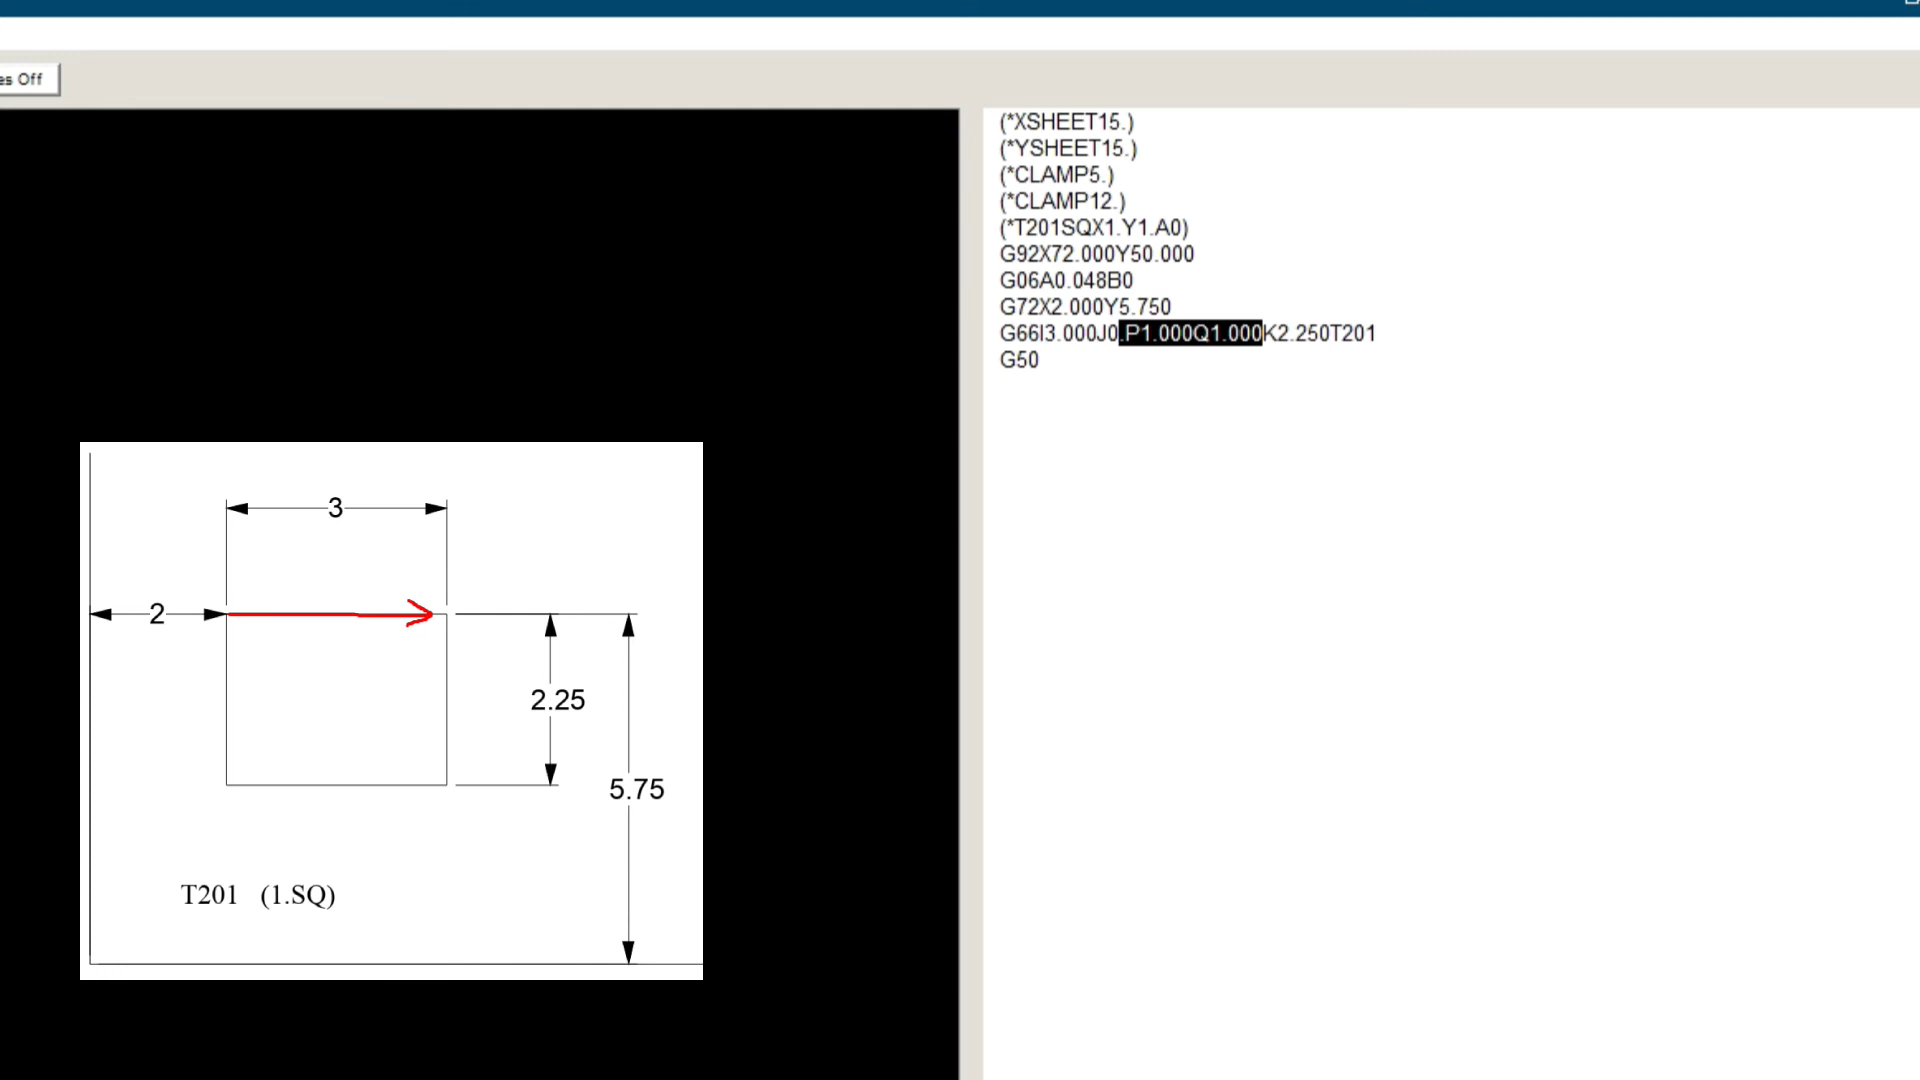 es Off
(*XSHEET15.)
(*YSHEET15.)
(*CLAMP5.)
(*CLAMP12.)
(*T201SQX1.Y1.A0)
G92X72.000Y50.000
G06A0.048B0
G72X2.000Y5.750
G66I3.000J0.P1.000Q1.000K2.250T201
G50
3
2
2.25
5.75
T201 (1.SQ)